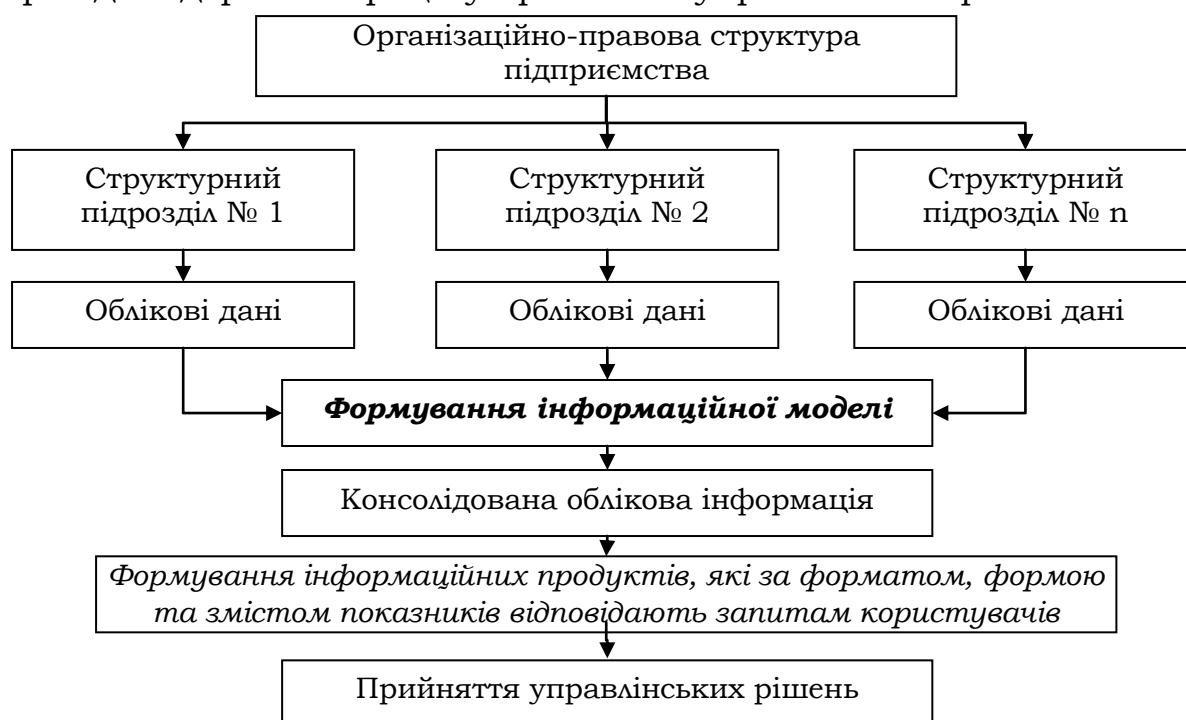 Організаційно-правова структура
підприємства
Структурний
підрозділ № 1
Структурний
підрозділ № 2
Структурний
підрозділ № n
Облікові дані
Облікові дані
Облікові дані
Формування інформаційної моделі
Консолідована облікова інформація
Формування інформаційних продуктів, які за форматом, формою
та змістом показників відповідають запитам користувачів
Прийняття управлінських рішень